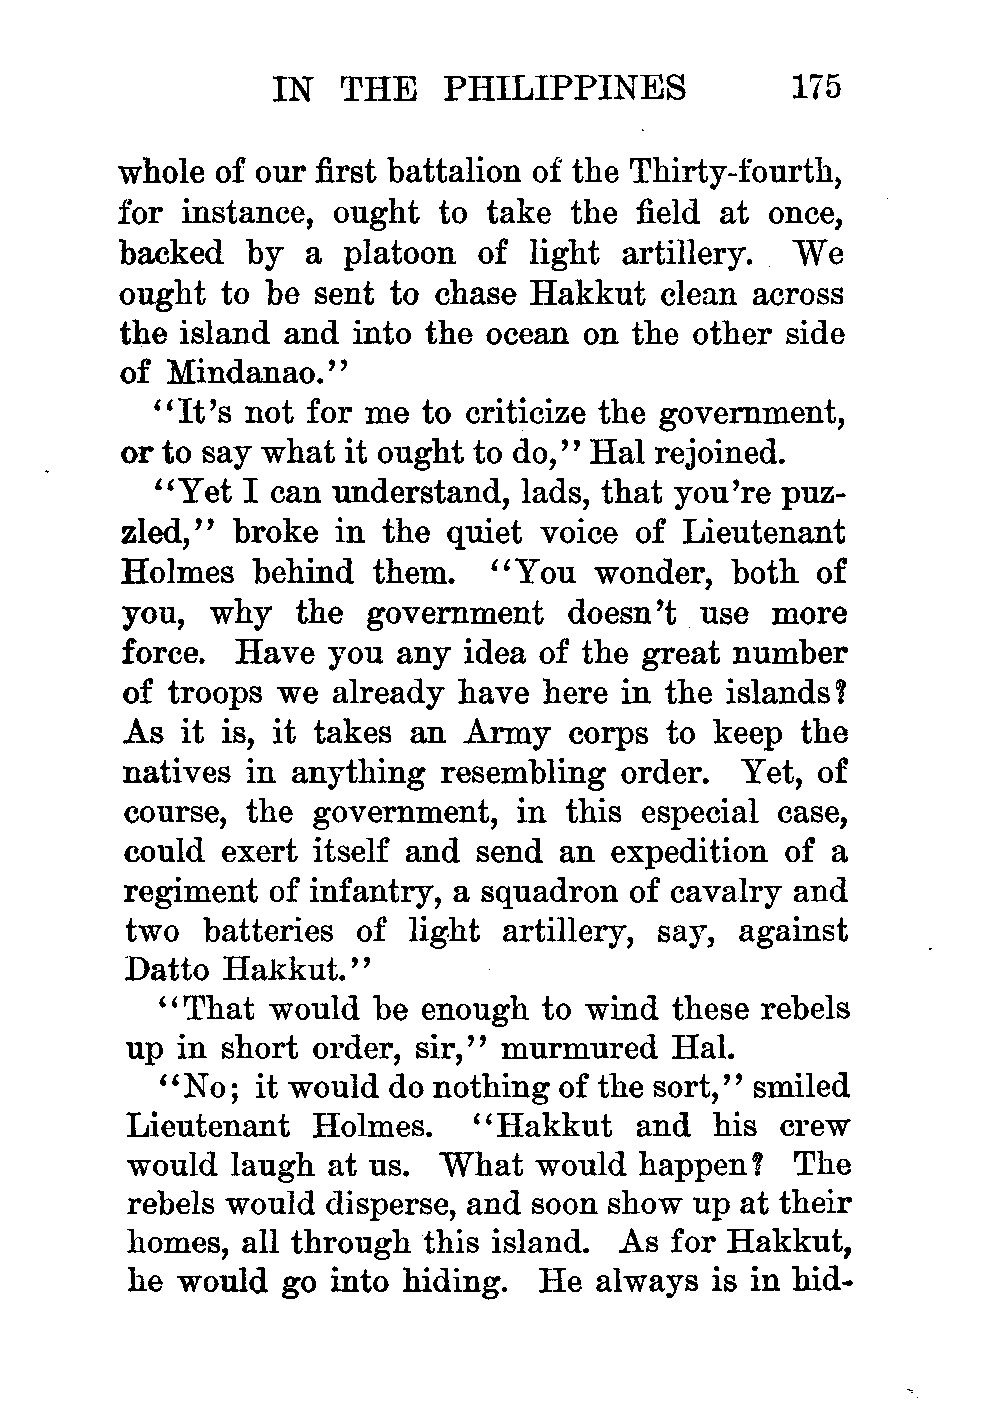 IN THE PHILIPPINES 175
whole of our first battalion of the Thirty-fourth,
for instance, ought to take the field at once,
backed by a platoon of light artillery. We
ought to be sent to chase Hakkut clean across
the island and into the ocean on the other side
of Mindanao."
"It's not for me to criticize the government,
or to say what it ought to do," Hal rejoined.
"Yet I can understand, lads, that you're puz-
zled," broke in the quiet voice of Lieutenant
Holmes behind them. "You wonder, both of
you, why the government doesn't use more
force. Have you any idea of the great number
of troops we already have here in the islands?
As it is, it takes an Army corps to keep the
natives in anything resembling order. Yet, of
course, the government, in this especial case,
could exert itself and send an expedition of a
regiment of infantry, a squadron of cavalry and
two batteries of light artillery, say, against
Datto Hakkut."
"That would be enough to wind these rebels
up in short order, sir," murmured Hal.
"No; it would do nothing of the sort," smiled
Lieutenant Holmes. "Hakkut and his crew
would laugh at us. What would happen? The
rebels would disperse, and soon show up at their
homes, all through this island. As for Hakkut,
he would go into hiding. He always is in hid-